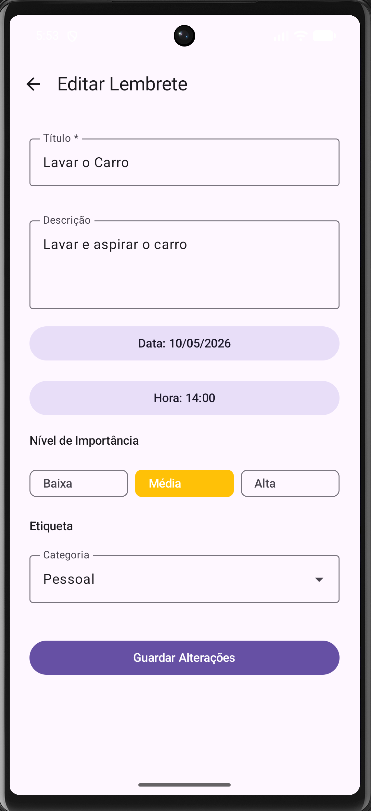 Editar Lembrete
Título *
Lavar o Carro
Descrição
Lavar e aspirar o carro
Data: 10/05/2026
Hora: 14:00
Nível de Importância
Baixa Média Alta
Etiqueta
Categoria
Pessoal
Guardar Alterações